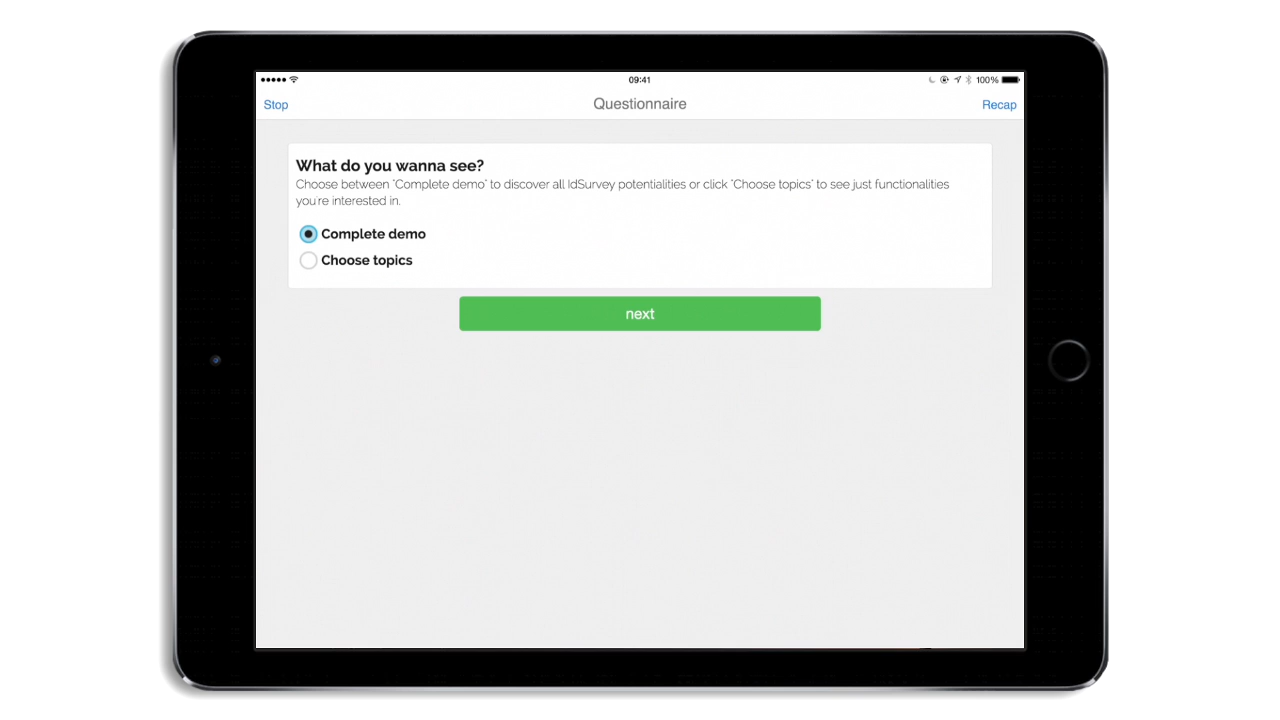 09:41
100%
Stop
Questionnaire
Recap
What do you wanna see?
Choose between "Complete demo" to discover all IdSurvey potentialities or click "Choose topics" to see just functionalities
you're interested in.
Complete demo
Choose topics
next